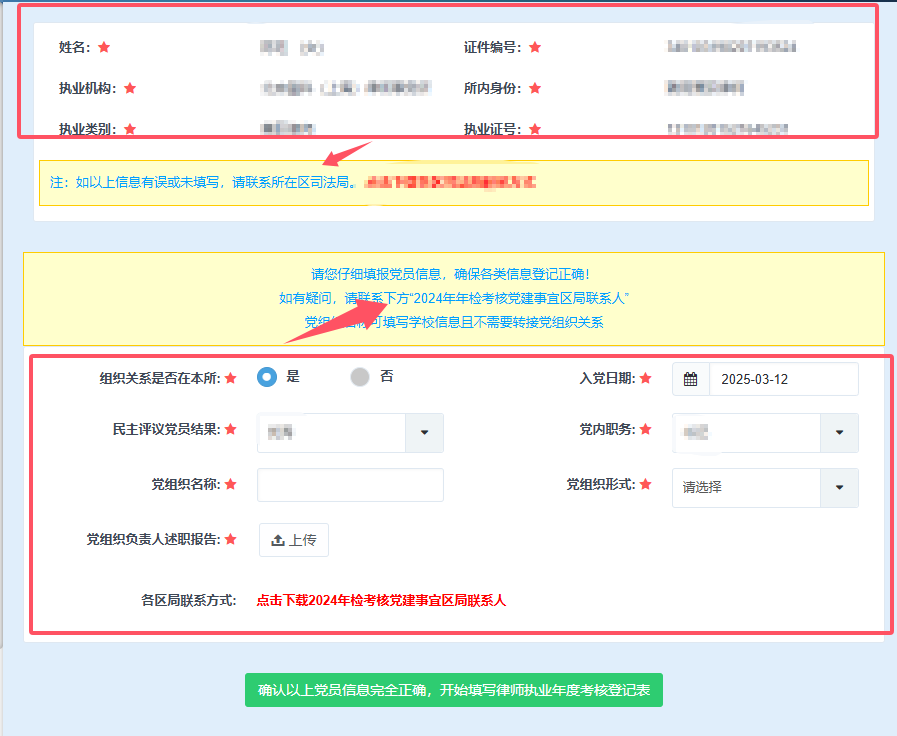 姓名: ★ 证件编号: ★
执业机构: ★ 所内身份: ★
执业类别: ★ 执业证号: ★
注：如以上信息有误或未填写，请联系所在区司法局。
请您仔细填报党员信息，确保各类信息登记正确！
如有疑问，请联系下方“2024年年检考核党建事宜区局联系人”
党组织 可填写学校信息且不需要转接党组织关系
组织关系是否在本所: ★ 是 否 入党日期: ★ 2025-03-12
民主评议党员结果: ★ 党内职务: ★
党组织名称: ★ 党组织形式: ★ 请选择
党组织负责人述职报告: ★ 上传
各区局联系方式: 点击下载2024年检考核党建事宜区局联系人
确认以上党员信息完全正确，开始填写律师执业年度考核登记表